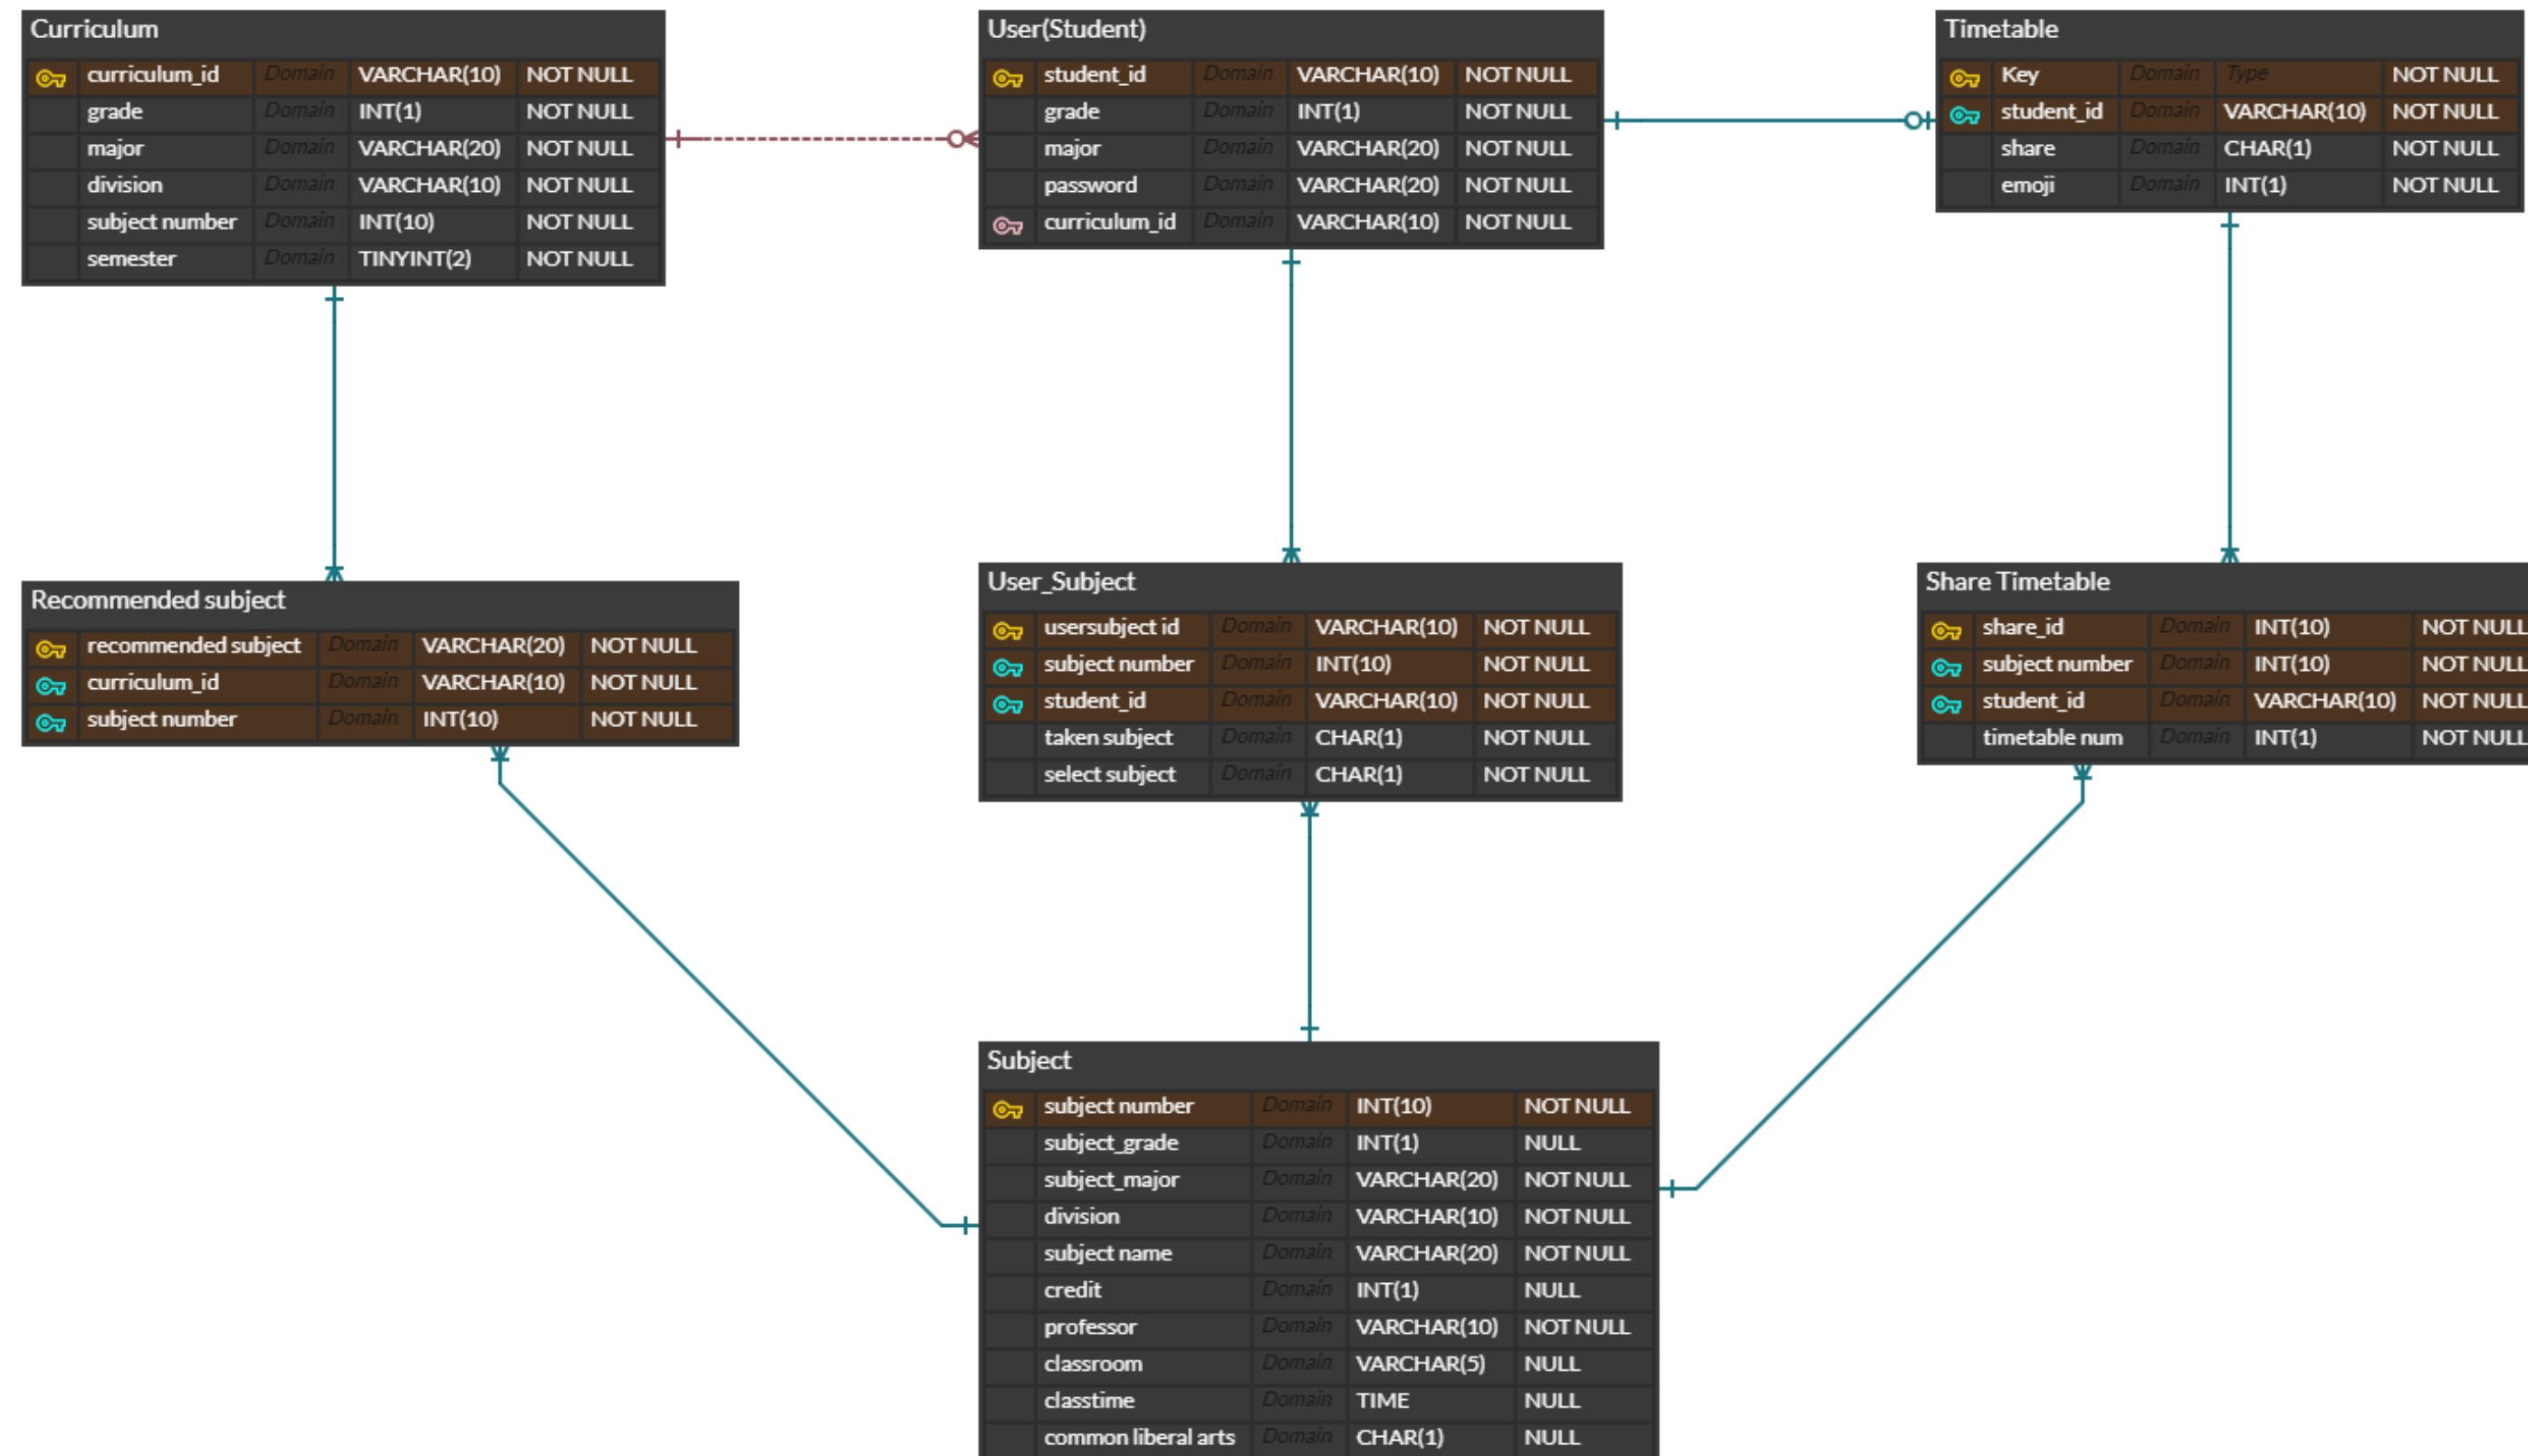 Curriculum
curriculum_id Domain VARCHAR(10) NOT NULL
grade Domain INT(1) NOT NULL
major Domain VARCHAR(20) NOT NULL
division Domain VARCHAR(10) NOT NULL
subject number Domain INT(10) NOT NULL
semester Domain TINYINT(2) NOT NULL
User(Student)
student_id Domain VARCHAR(10) NOT NULL
grade Domain INT(1) NOT NULL
major Domain VARCHAR(20) NOT NULL
password Domain VARCHAR(20) NOT NULL
curriculum_id Domain VARCHAR(10) NOT NULL
Timetable
Key Domain Type NOT NULL
student_id Domain VARCHAR(10) NOT NULL
share Domain CHAR(1) NOT NULL
emoji Domain INT(1) NOT NULL
Recommended subject
recommended subject Domain VARCHAR(20) NOT NULL
curriculum_id Domain VARCHAR(10) NOT NULL
subject number Domain INT(10) NOT NULL
User_Subject
usersubject id Domain VARCHAR(10) NOT NULL
subject number Domain INT(10) NOT NULL
student_id Domain VARCHAR(10) NOT NULL
taken subject Domain CHAR(1) NOT NULL
select subject Domain CHAR(1) NOT NULL
Share Timetable
share_id Domain INT(10) NOT NULL
subject number Domain INT(10) NOT NULL
student_id Domain VARCHAR(10) NOT NULL
timetable num Domain INT(1) NOT NULL
Subject
subject number Domain INT(10) NOT NULL
subject_grade Domain INT(1) NULL
subject_major Domain VARCHAR(20) NOT NULL
division Domain VARCHAR(10) NOT NULL
subject name Domain VARCHAR(20) NOT NULL
credit Domain INT(1) NULL
professor Domain VARCHAR(10) NOT NULL
classroom Domain VARCHAR(5) NULL
classtime Domain TIME NULL
common liberal arts Domain CHAR(1) NULL